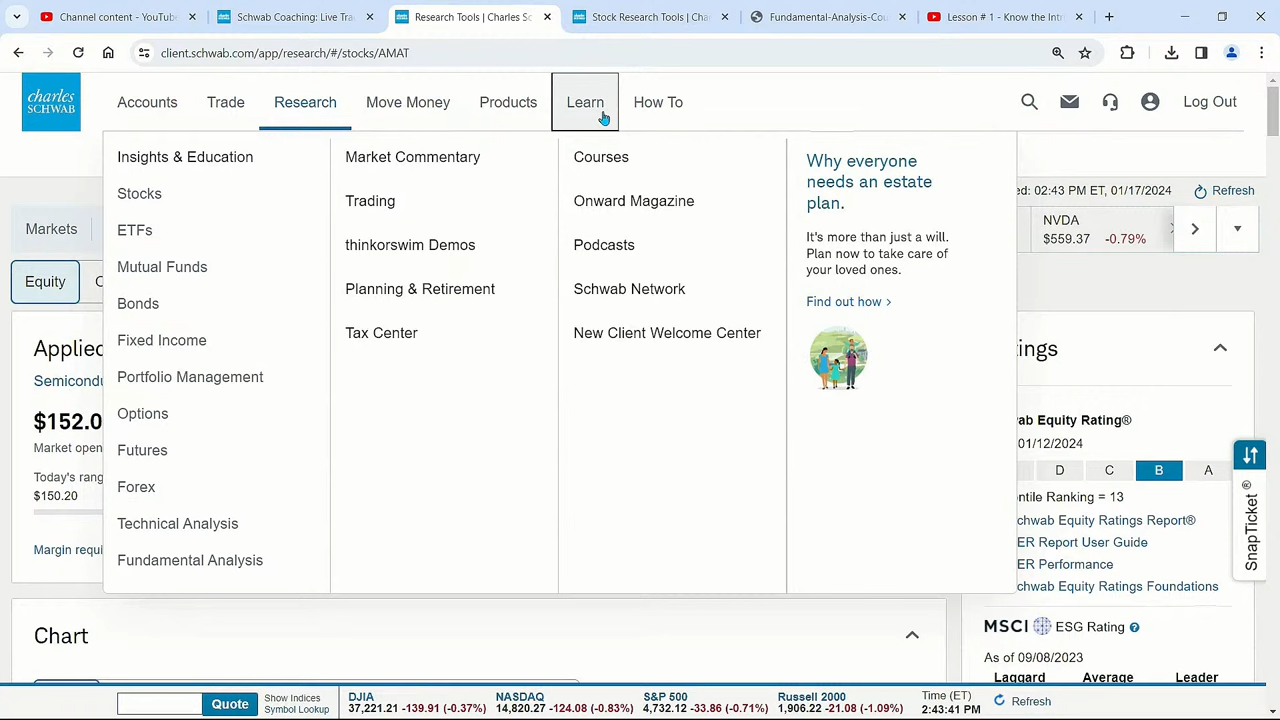 Channel content - YouTube
Schwab Coaching Live Tra
Research Tools | Charles Sc
Stock Research Tools | Cha
Fundamental-Analysis-Cou
Lesson # 1 - Know the Int
client.schwab.com/app/research/#/stocks/AMAT
charles
SCHWAB
Accounts
Trade
Research
Move Money
Products
Learn
How To
Log Out
Insights & Education
Stocks
ETFs
Mutual Funds
Bonds
Fixed Income
Portfolio Management
Options
Futures
Forex
Technical Analysis
Fundamental Analysis
Market Commentary
Trading
thinkorswim Demos
Planning & Retirement
Tax Center
Courses
Onward Magazine
Podcasts
Schwab Network
New Client Welcome Center
Why everyone
needs an estate
plan.
It's more than just a will.
Plan now to take care of
your loved ones.
Find out how >
ed: 02:43 PM ET, 01/17/2024
Refresh
Markets
NVDA
$559.37 -0.79%
Equity
Applied
Semicondu
$152.0
Market open
Today's rang
$150.20
Margin requi
ings
wab Equity Rating®
01/12/2024
D C B A
ntile Ranking = 13
chwab Equity Ratings Report®
ER Report User Guide
ER Performance
chwab Equity Ratings Foundations
SnapTicket®
Chart
MSCI ESG Rating ?
As of 09/08/2023
Laggard Average Leader
Quote
Show Indices
Symbol Lookup
DJIA
37,221.21 -139.91 (-0.37%)
NASDAQ
14,820.27 -124.08 (-0.83%)
S&P 500
4,732.12 -33.86 (-0.71%)
Russell 2000
1,906.22 -21.08 (-1.09%)
Time (ET)
2:43:41 PM
Refresh